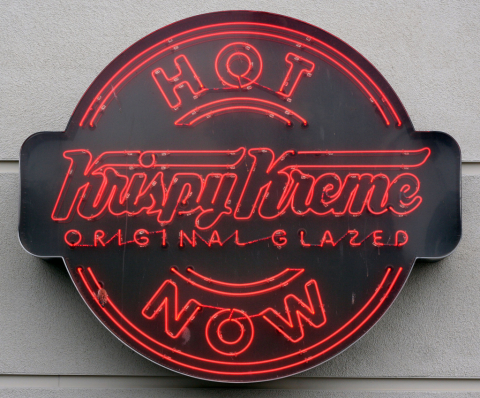 HOT
Krispy Kreme
ORIGINAL GLAZED
NOW